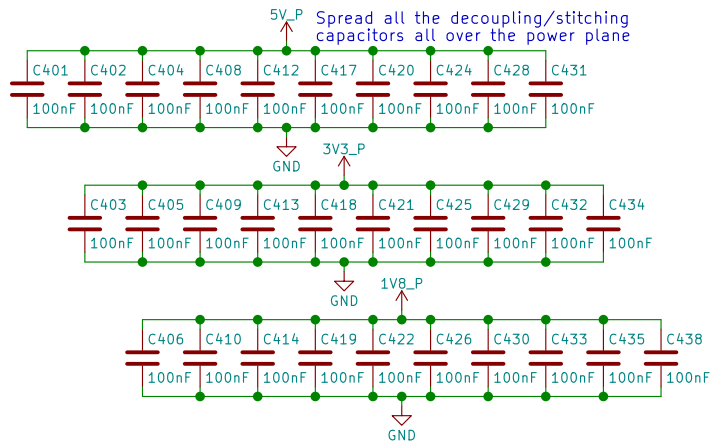 5V_P Spread all the decoupling/stitching
capacitors all over the power plane
C401 C402 C404 C408 C412 C417 C420 C424 C428 C431
100nF 100nF 100nF 100nF 100nF 100nF 100nF 100nF 100nF 100nF
GND
3V3_P
C403 C405 C409 C413 C418 C421 C425 C429 C432 C434
100nF 100nF 100nF 100nF 100nF 100nF 100nF 100nF 100nF 100nF
GND
1V8_P
C406 C410 C414 C419 C422 C426 C430 C433 C435 C438
100nF 100nF 100nF 100nF 100nF 100nF 100nF 100nF 100nF 100nF
GND